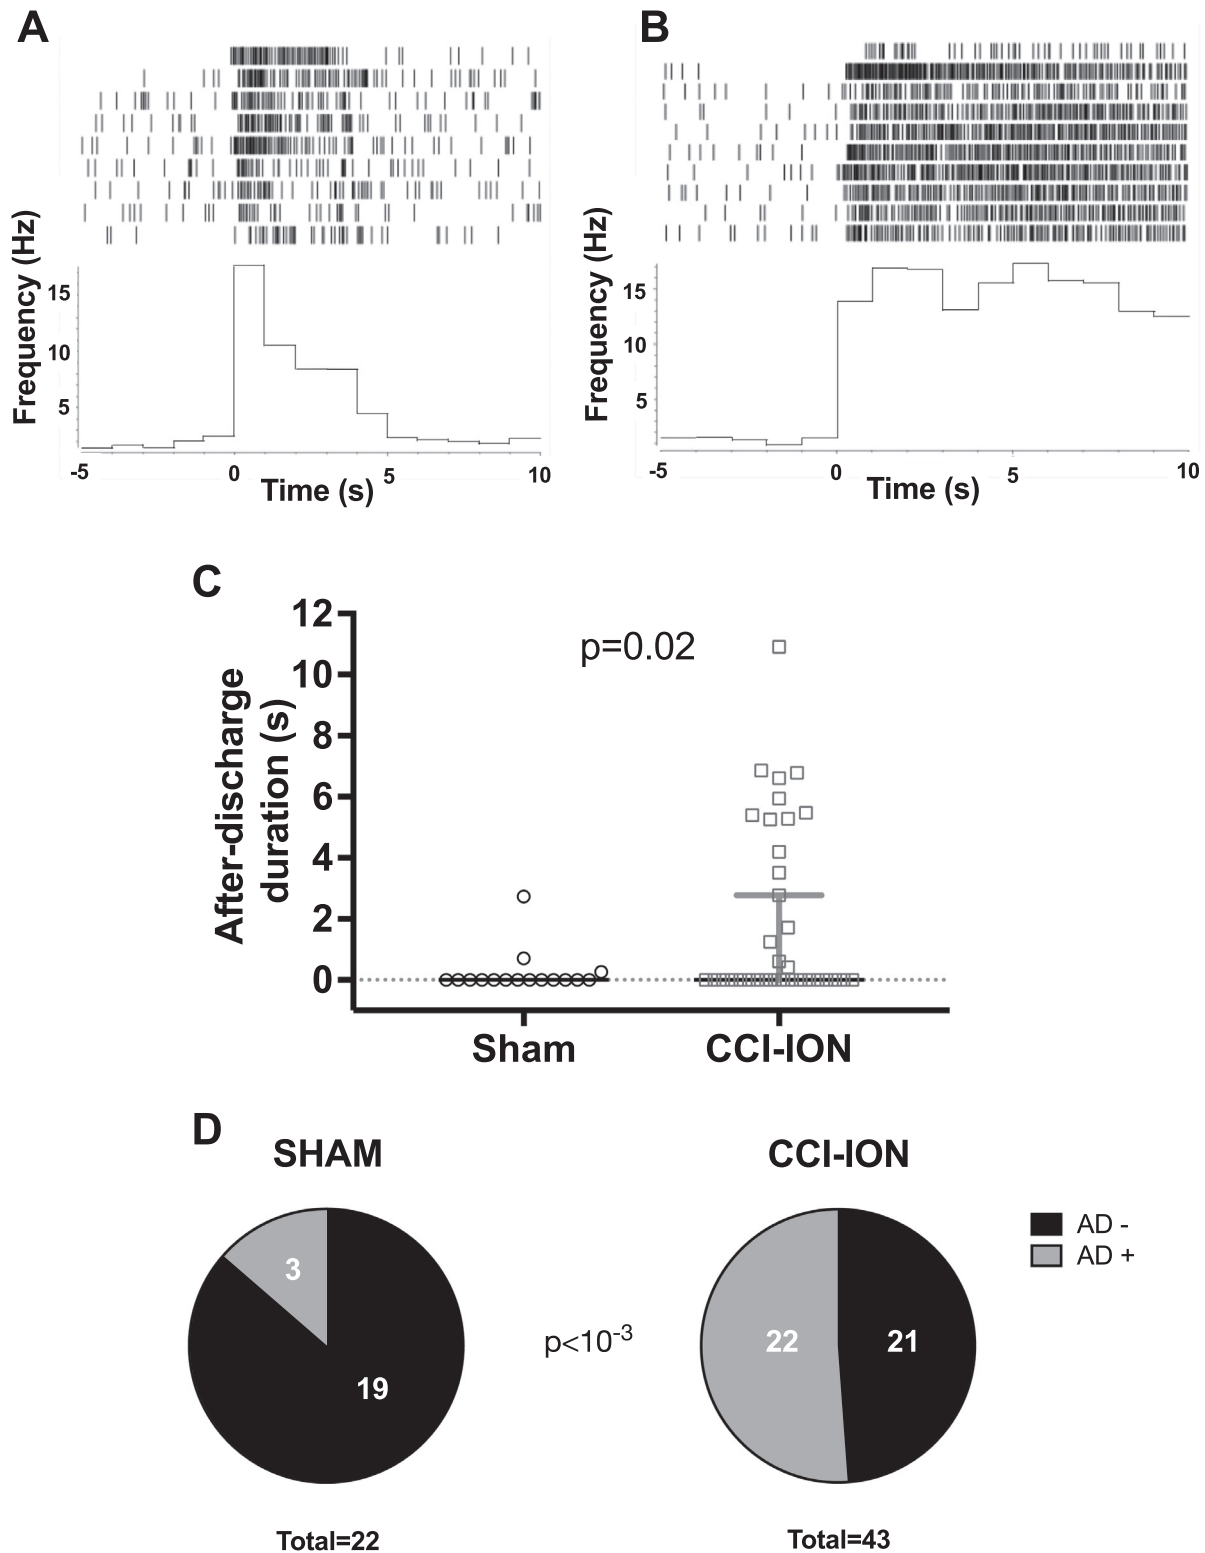 A
B
Frequency (Hz)
15
10
5
-5
0
5
10
Time (s)
Frequency (Hz)
15
10
5
-5
0
5
10
Time (s)
C
After-discharge
duration (s)
12
10
8
6
4
2
0
p=0.02
Sham
CCI-ION
D
SHAM
CCI-ION
3
19
p<10-3
22
21
AD -
AD +
Total=22
Total=43